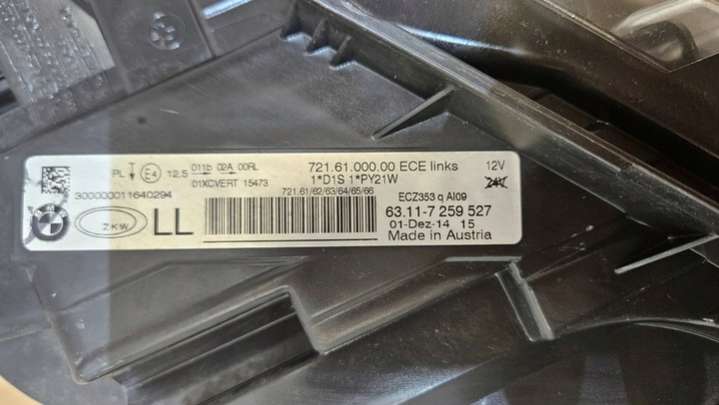 PL E4 12.5 011b 02A 00RL
01XCVERT 15473
721.61.000.00 ECE links 12V
1*D1S 1*PY21W 24V
300000011640294
721.61/62/63/64/65/66
ECZ353 q AI09
BMW ZKW LL
63.11-7 259 527
01-Dez-14 15
Made in Austria